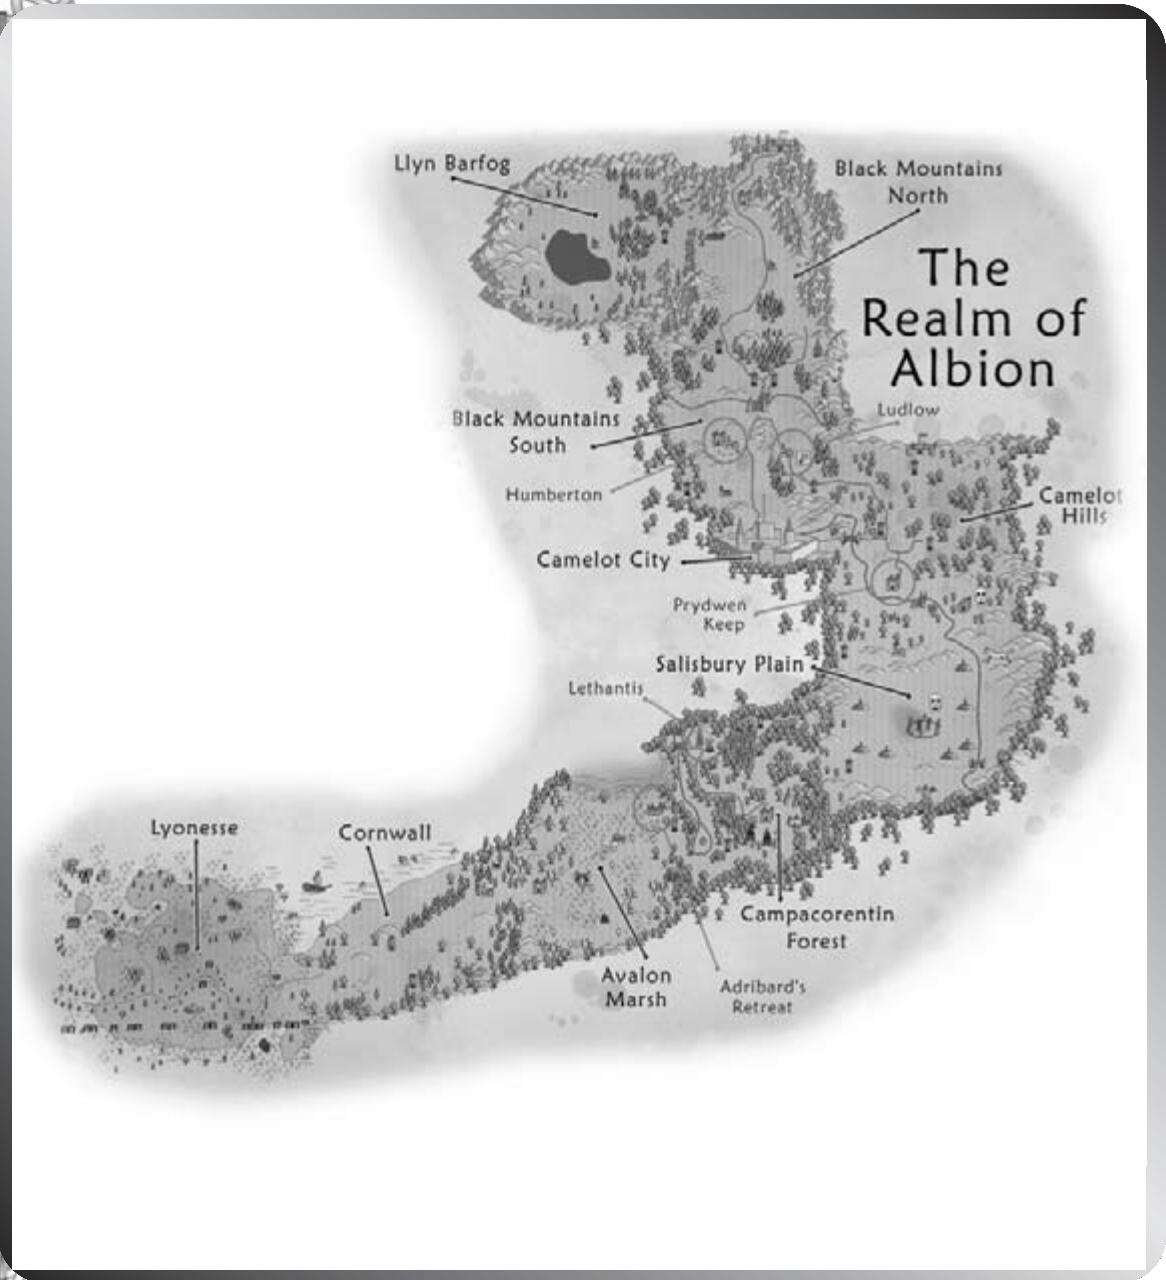 Llyn Barfog
Black Mountains
North
The
Realm of
Albion
Ludlow
Black Mountains
South
Humberton
Camelot
Hills
Camelot City
Prydwen
Keep
Salisbury Plain
Lethantis
Lyonesse
Cornwall
Campacorentin
Forest
Avalon
Marsh
Adribard's
Retreat